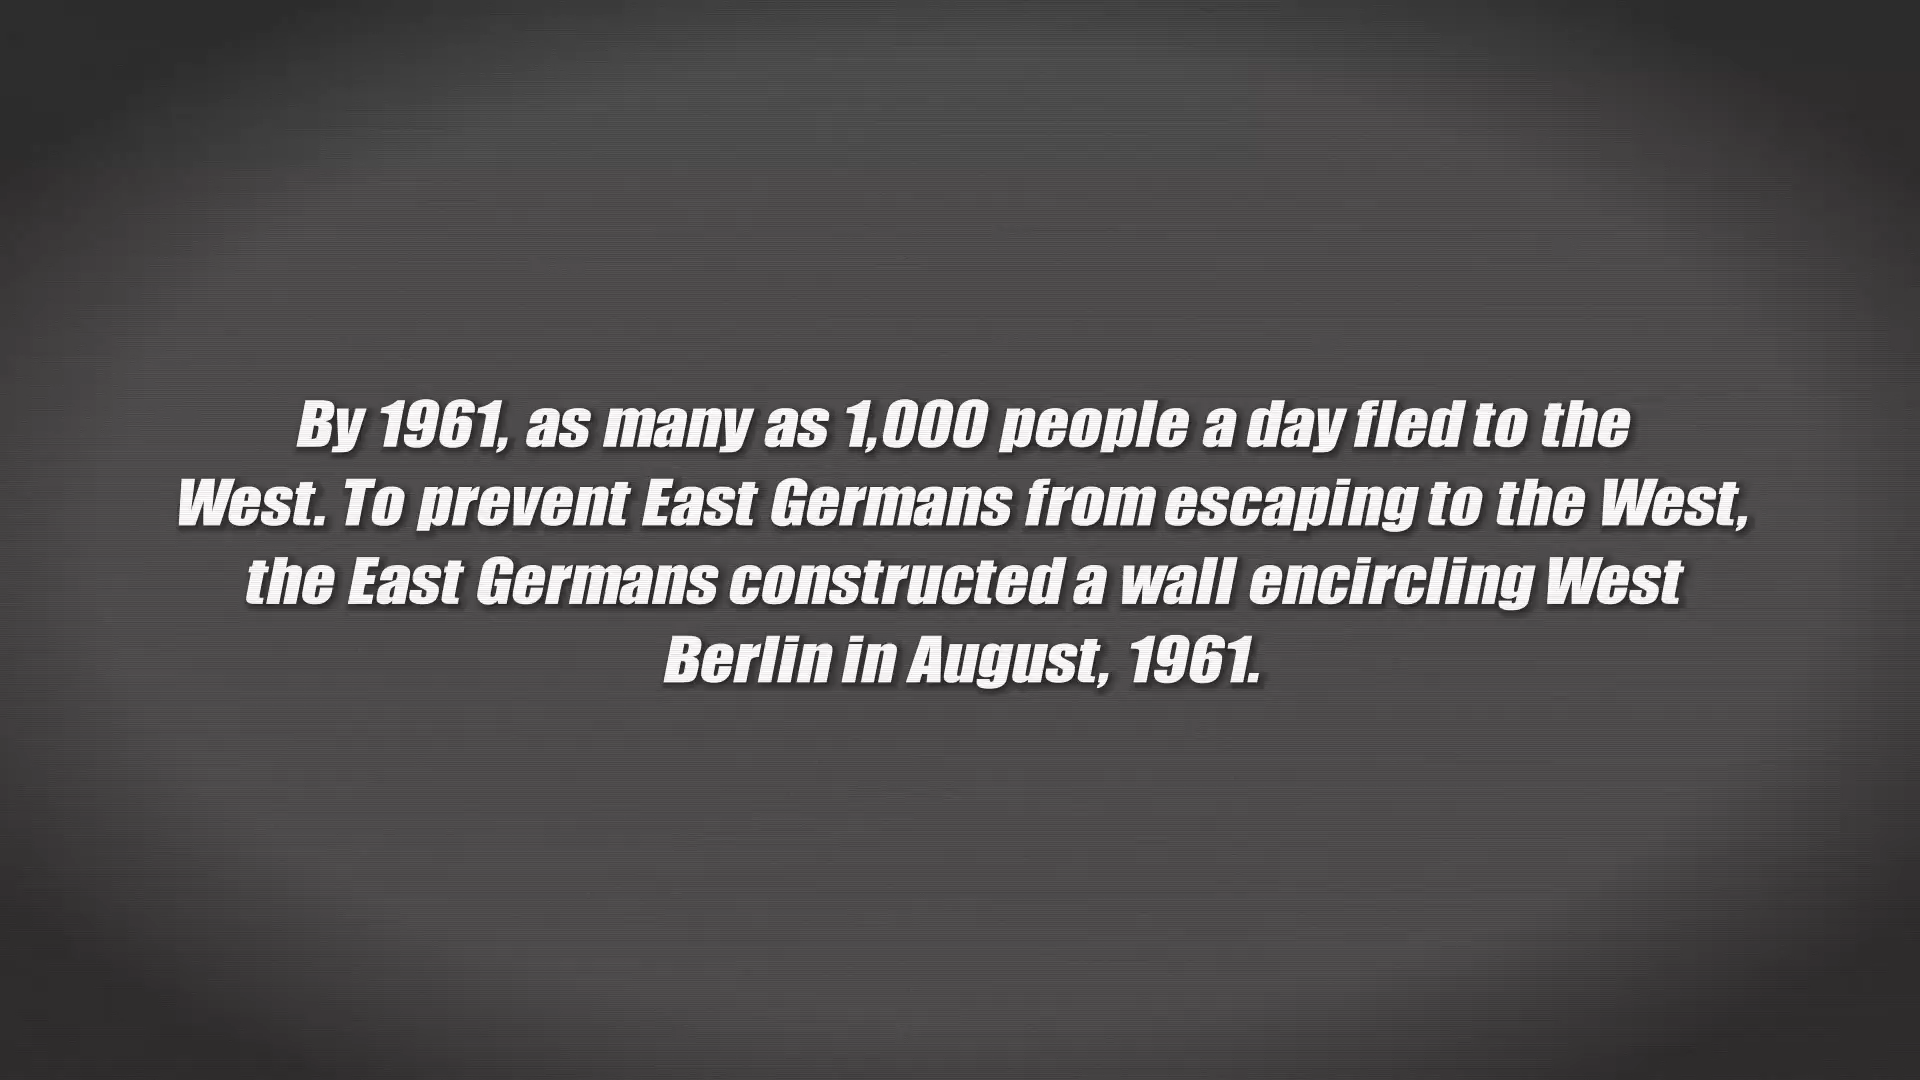 By 1961, as many as 1,000 people a day fled to the
West. To prevent East Germans from escaping to the West,
the East Germans constructed a wall encircling West
Berlin in August, 1961.